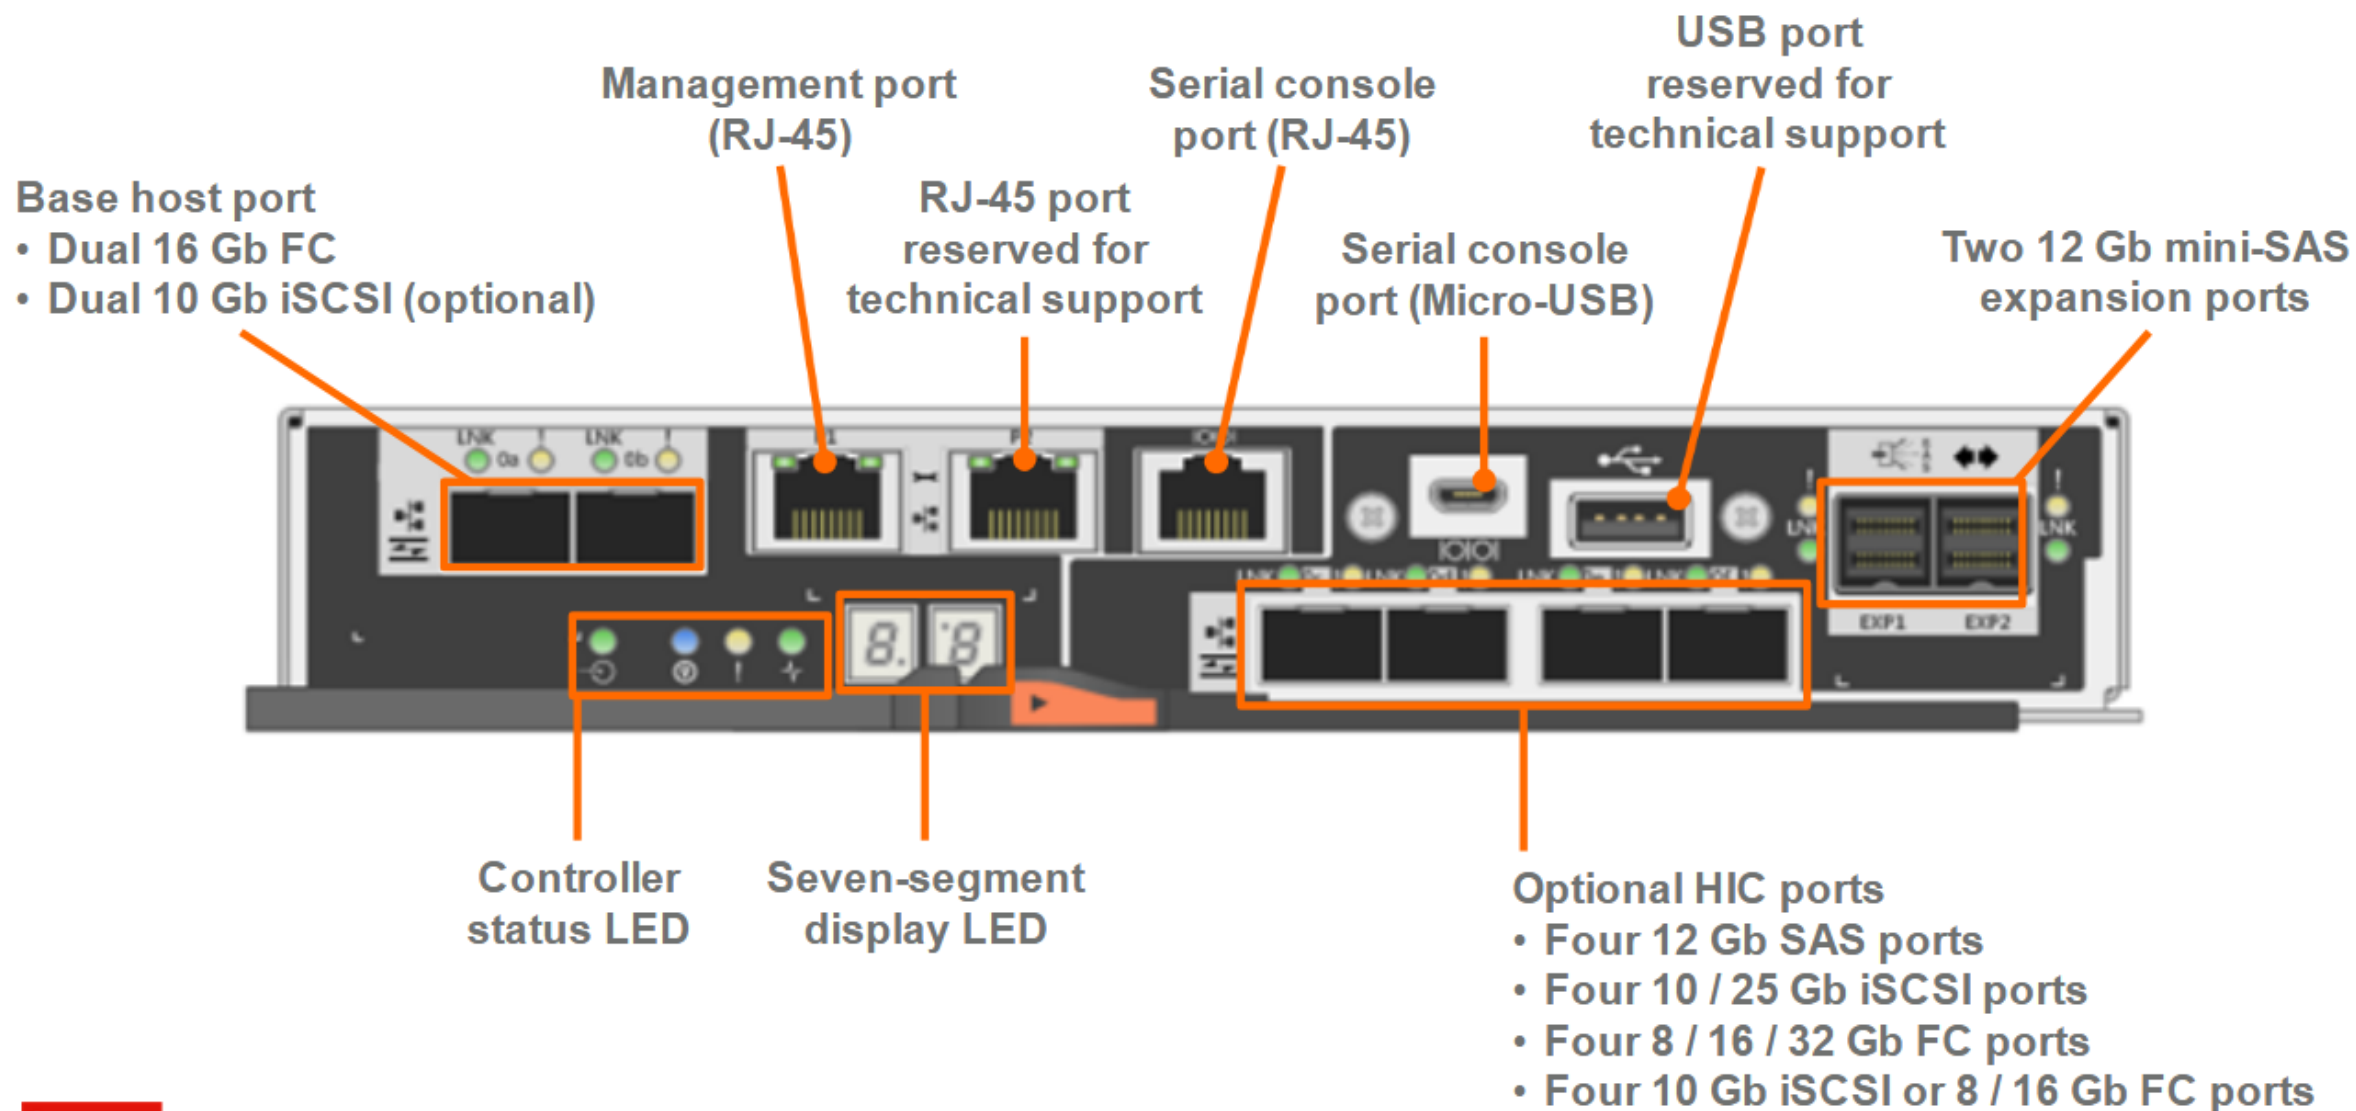 USB port
reserved for
technical support
Management port
(RJ-45)
Serial console
port (RJ-45)
Base host port
• Dual 16 Gb FC
• Dual 10 Gb iSCSI (optional)
RJ-45 port
reserved for
technical support
Serial console
port (Micro-USB)
Two 12 Gb mini-SAS
expansion ports
LNK ! LNK !
0a 0b
!
LNK
!
LNK
|O|O|
EXP1 EXP2
8. .8
Controller
status LED
Seven-segment
display LED
Optional HIC ports
• Four 12 Gb SAS ports
• Four 10 / 25 Gb iSCSI ports
• Four 8 / 16 / 32 Gb FC ports
• Four 10 Gb iSCSI or 8 / 16 Gb FC ports